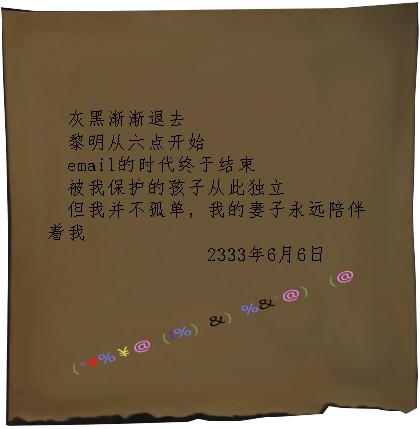 灰黑渐渐退去
黎明从六点开始
email的时代终于结束
被我保护的孩子从此独立
但我并不孤单，我的妻子永远陪伴
着我
2333年6月6日
(*#%¥@ (!%) &) %&*@) (@